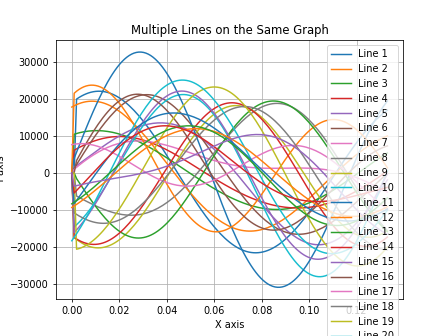 Multiple Lines on the Same Graph
30000
20000
10000
0
−10000
−20000
−30000
0.00
0.02
0.04
0.06
0.08
0.10
X axis
axis
Line 1
Line 2
Line 3
Line 4
Line 5
Line 6
Line 7
Line 8
Line 9
Line 10
Line 11
Line 12
Line 13
Line 14
Line 15
Line 16
Line 17
Line 18
Line 19
Line 20